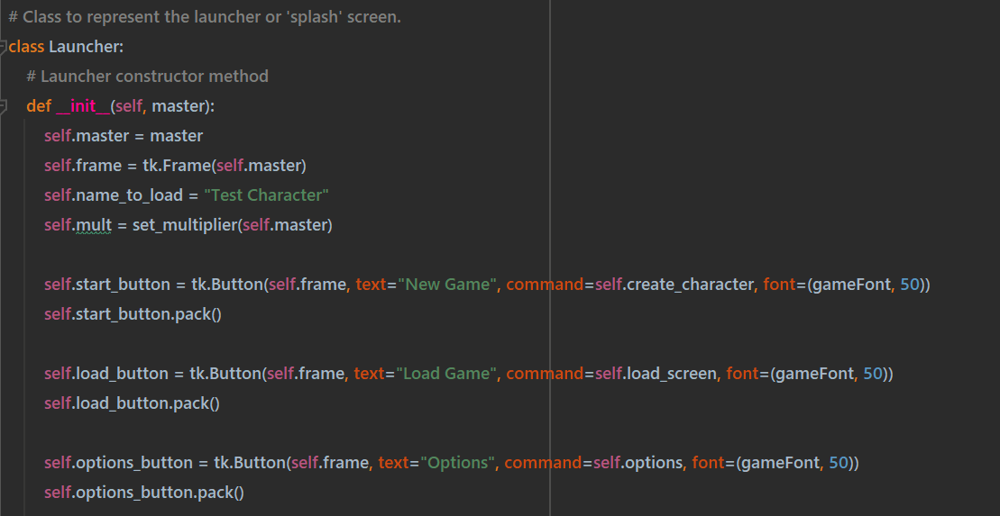 # Class to represent the launcher or 'splash' screen.
class Launcher:
    # Launcher constructor method
    def __init__(self, master):
        self.master = master
        self.frame = tk.Frame(self.master)
        self.name_to_load = "Test Character"
        self.mult = set_multiplier(self.master)

        self.start_button = tk.Button(self.frame, text="New Game", command=self.create_character, font=(gameFont, 50))
        self.start_button.pack()

        self.load_button = tk.Button(self.frame, text="Load Game", command=self.load_screen, font=(gameFont, 50))
        self.load_button.pack()

        self.options_button = tk.Button(self.frame, text="Options", command=self.options, font=(gameFont, 50))
        self.options_button.pack()